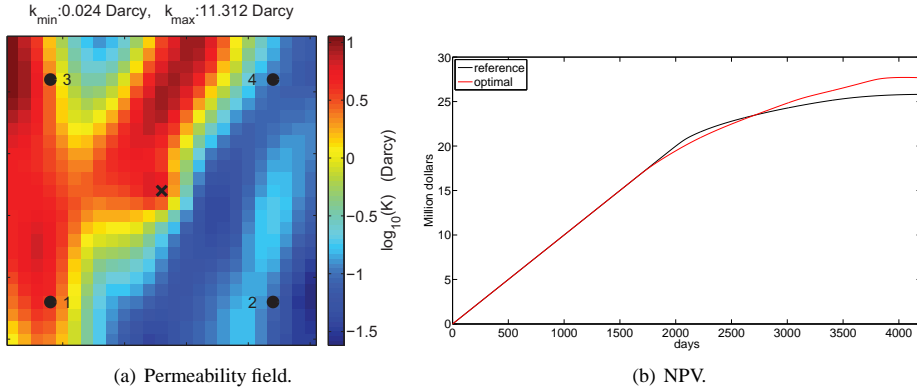 k_min:0.024 Darcy,   k_max:11.312 Darcy
3
4
1
2
1
0.5
0
−0.5
−1
−1.5
log_10(K)  (Darcy)
(a) Permeability field.
reference
optimal
30
25
20
15
10
5
0
Million dollars
0 500 1000 1500 2000 2500 3000 3500 4000
days
(b) NPV.